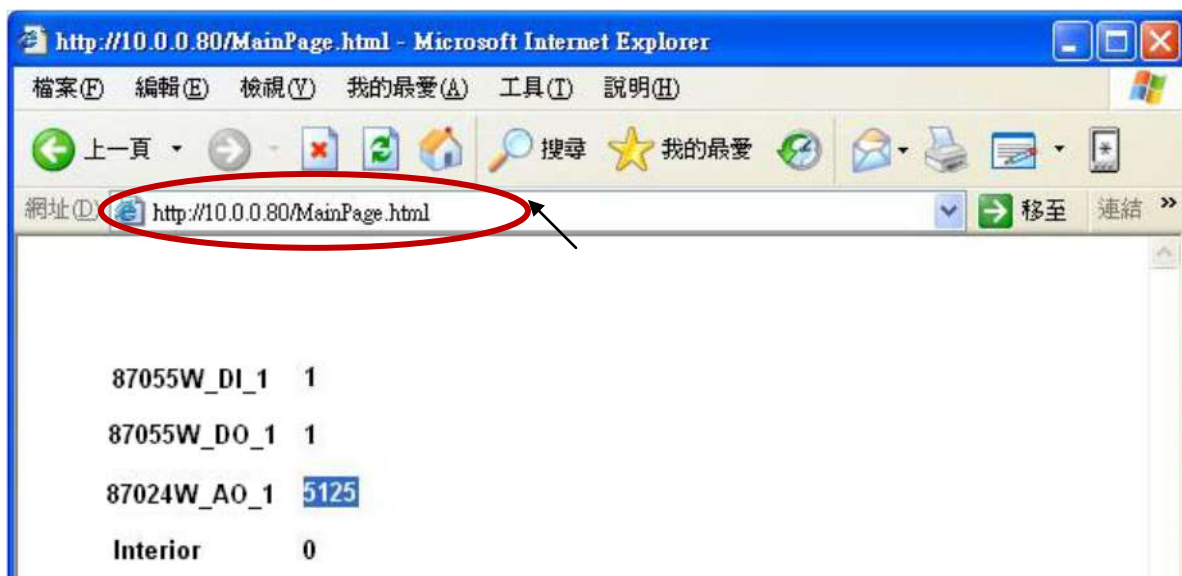 http://10.0.0.80/MainPage.html - Microsoft Internet Explorer
檔案(F) 編輯(E) 檢視(V) 我的最愛(A) 工具(T) 說明(H)
上一頁 搜尋 我的最愛
網址(D) http://10.0.0.80/MainPage.html 移至 連結 »
87055W_DI_1 1
87055W_DO_1 1
87024W_AO_1 5125
Interior 0